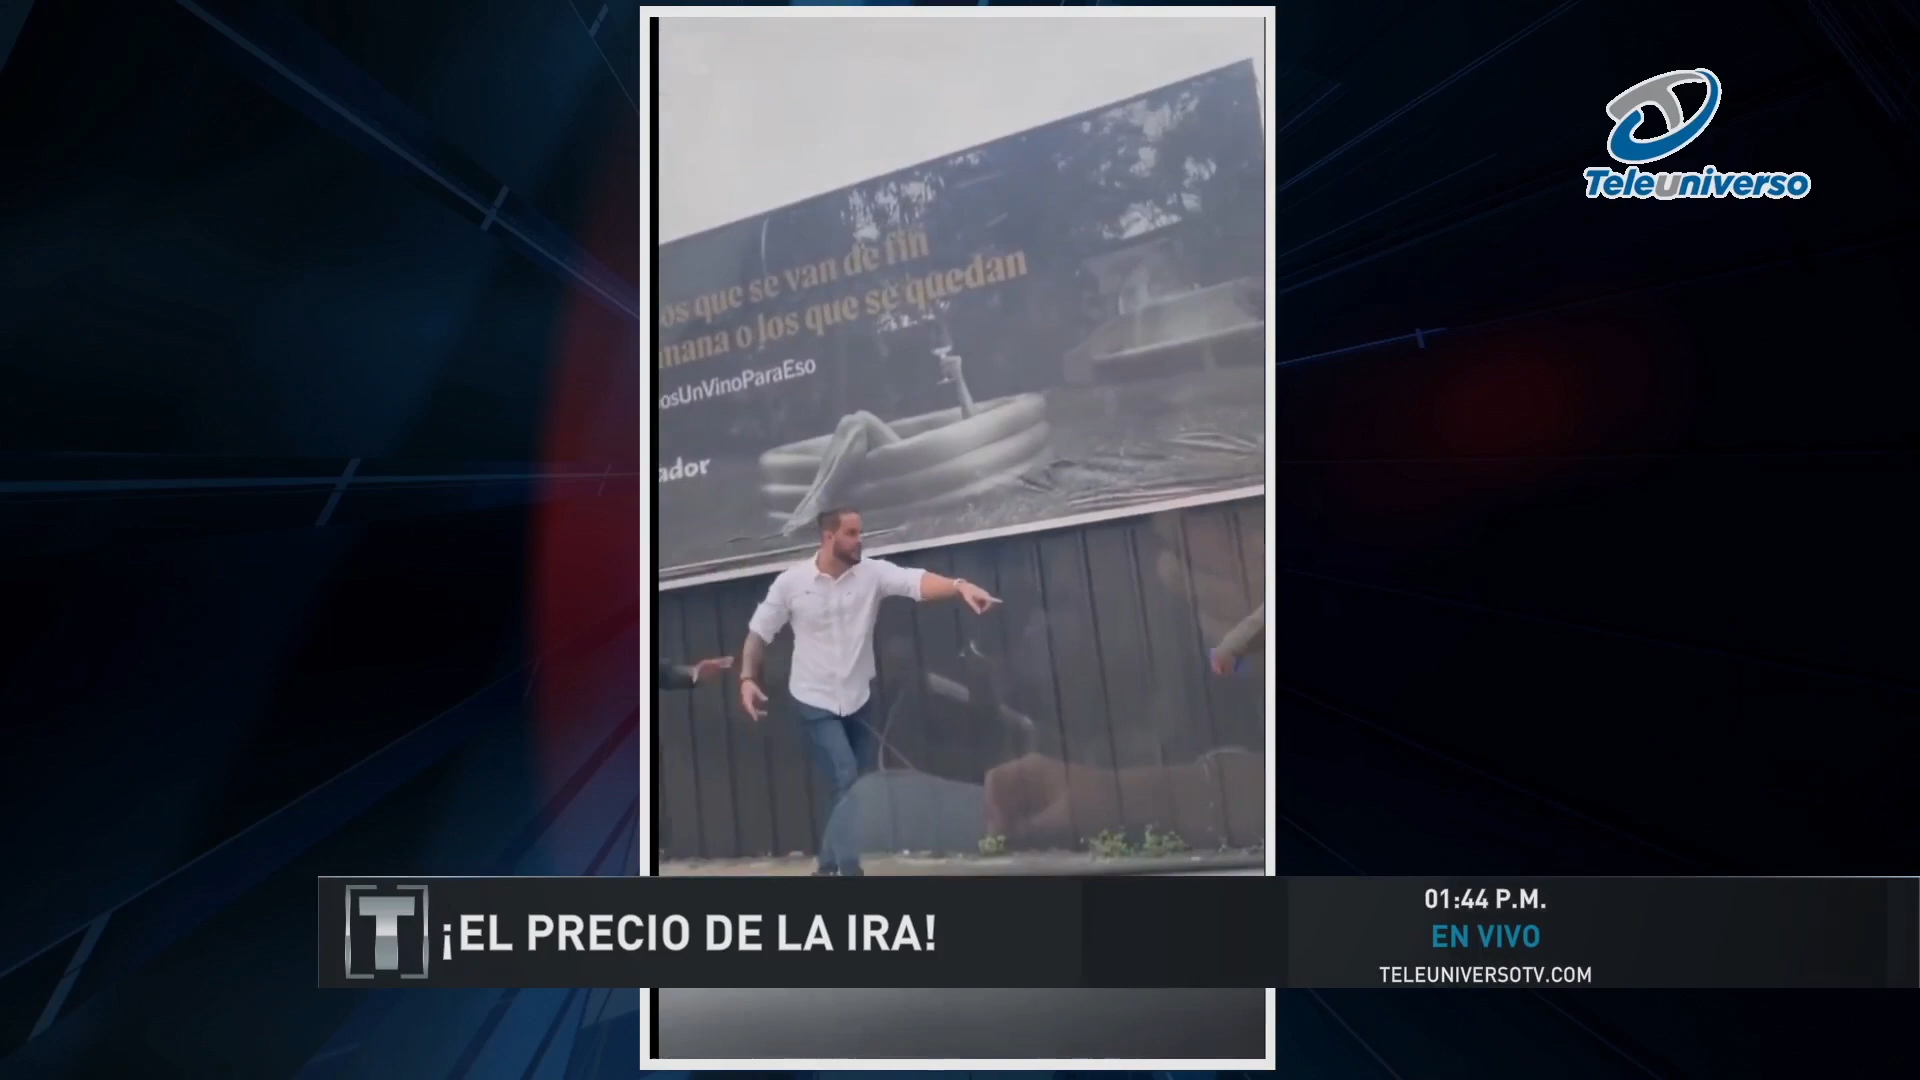 Teleuniverso
os que se van de fin
mana o los que se quedan
osUnVinoParaEso
ador
T
¡EL PRECIO DE LA IRA!
01:44 P.M.
EN VIVO
TELEUNIVERSOTV.COM